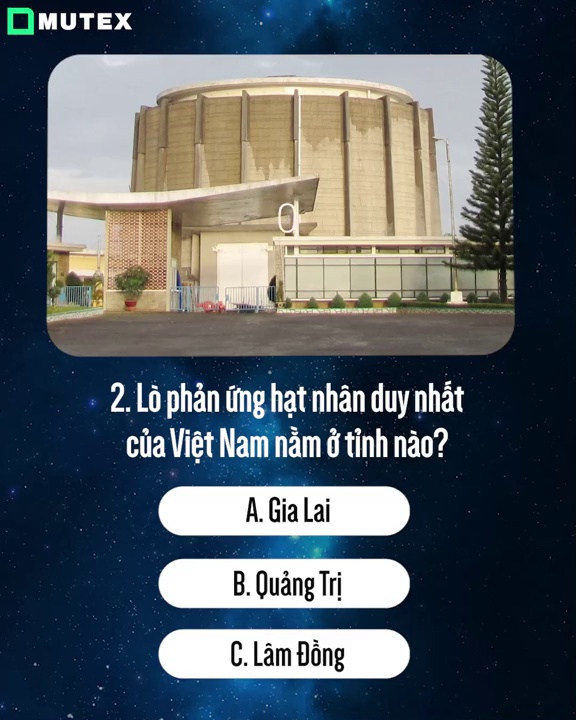 MUTEX
2. Lò phản ứng hạt nhân duy nhất
của Việt Nam nằm ở tỉnh nào?
A. Gia Lai
B. Quảng Trị
C. Lâm Đồng